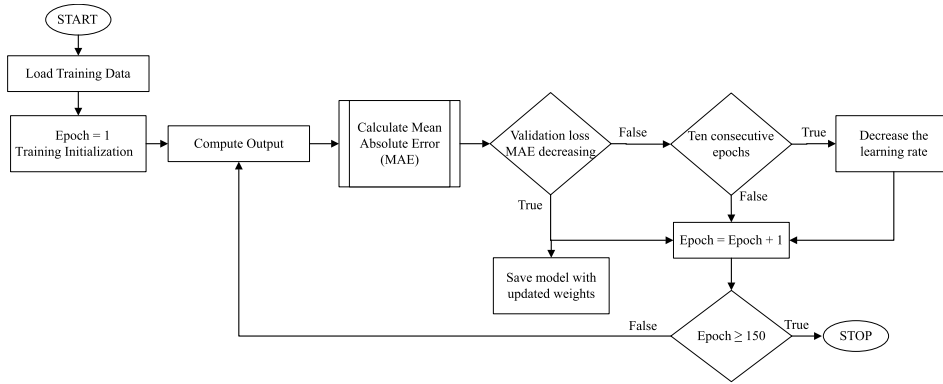 START
Load Training Data
Epoch = 1
Training Initialization
Compute Output
Calculate Mean
Absolute Error
(MAE)
Validation loss
MAE decreasing
False
True
Ten consecutive
epochs
True
False
Decrease the
learning rate
Epoch = Epoch + 1
Save model with
updated weights
Epoch ≥ 150
False
True
STOP